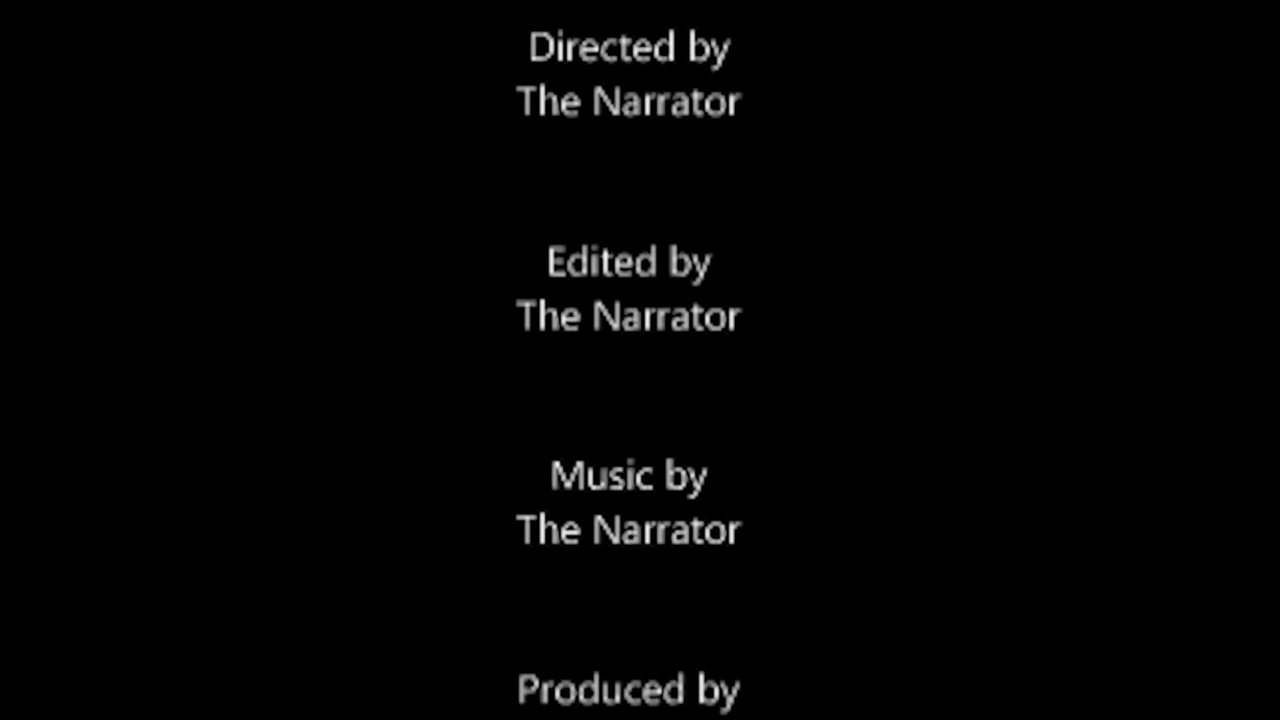 Directed by
The Narrator
Edited by
The Narrator
Music by
The Narrator
Produced by